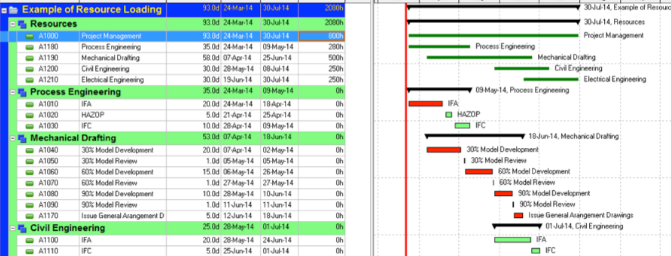 Example of Resource Loading 93.0d 24-Mar-14 30-Jul-14 2080h 30-Jul-14, Example of Resourc
Resources 93.0d 24-Mar-14 30-Jul-14 2080h 30-Jul-14, Resources
A1000 Project Management 93.0d 24-Mar-14 30-Jul-14 800h Project Management
A1180 Process Engineering 35.0d 24-Mar-14 09-May-14 280h Process Engineering
A1190 Mechanical Drafting 58.0d 07-Apr-14 25-Jun-14 500h Mechanical Drafting
A1200 Civil Engineering 30.0d 28-May-14 08-Jul-14 250h Civil Engineering
A1210 Electrical Engineering 30.0d 19-Jun-14 30-Jul-14 250h Electrical Engineering
Process Engineering 35.0d 24-Mar-14 09-May-14 0h 09-May-14, Process Engineering
A1010 IFA 20.0d 24-Mar-14 18-Apr-14 0h IFA
A1020 HAZOP 5.0d 21-Apr-14 25-Apr-14 0h HAZOP
A1030 IFC 10.0d 28-Apr-14 09-May-14 0h IFC
Mechanical Drafting 53.0d 07-Apr-14 18-Jun-14 0h 18-Jun-14, Mechanical Drafting
A1040 30% Model Development 20.0d 07-Apr-14 02-May-14 0h 30% Model Development
A1050 30% Model Review 1.0d 05-May-14 05-May-14 0h 30% Model Review
A1060 60% Model Development 15.0d 06-May-14 26-May-14 0h 60% Model Development
A1070 60% Model Review 1.0d 27-May-14 27-May-14 0h 60% Model Review
A1080 90% Model Development 10.0d 28-May-14 10-Jun-14 0h 90% Model Development
A1090 90% Model Review 1.0d 11-Jun-14 11-Jun-14 0h 90% Model Review
A1170 Issue General Arangement D 5.0d 12-Jun-14 18-Jun-14 0h Issue General Arangement Drawings
Civil Engineering 25.0d 28-May-14 01-Jul-14 0h 01-Jul-14, Civil Engineering
A1100 IFA 20.0d 28-May-14 24-Jun-14 0h IFA
A1110 IFC 5.0d 25-Jun-14 01-Jul-14 0h IFC